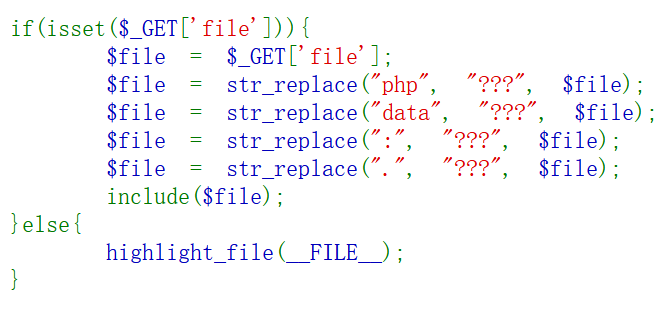 if(isset($_GET['file'])){
        $file  =  $_GET['file'];
        $file  =  str_replace("php",  "???",  $file);
        $file  =  str_replace("data",  "???",  $file);
        $file  =  str_replace(":",  "???",  $file);
        $file  =  str_replace(".",  "???",  $file);
        include($file);
}else{
        highlight_file(__FILE__);
}